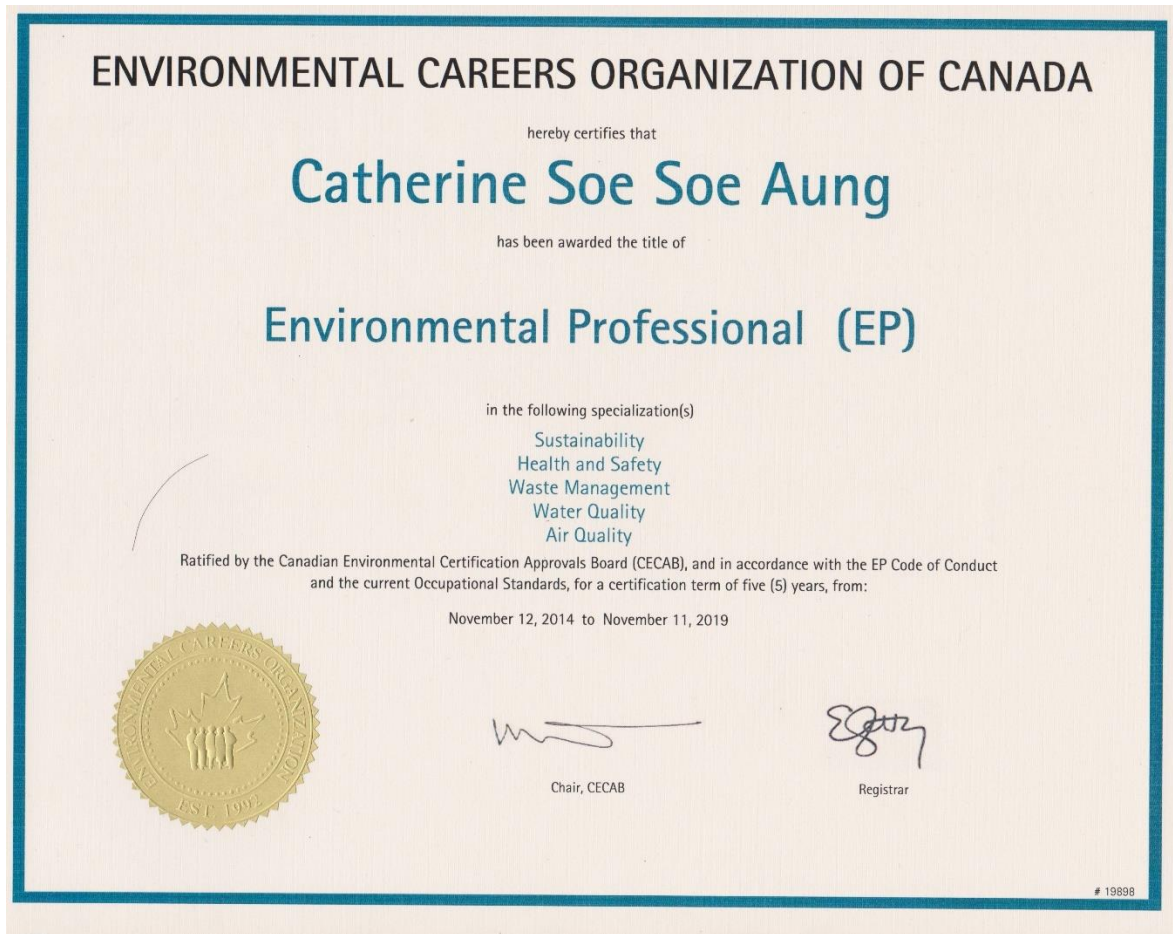 ENVIRONMENTAL CAREERS ORGANIZATION OF CANADA
hereby certifies that
Catherine Soe Soe Aung
has been awarded the title of
Environmental Professional (EP)
in the following specialization(s)
Sustainability
Health and Safety
Waste Management
Water Quality
Air Quality
Ratified by the Canadian Environmental Certification Approvals Board (CECAB), and in accordance with the EP Code of Conduct
and the current Occupational Standards, for a certification term of five (5) years, from:
November 12, 2014 to November 11, 2019
ENVIRONMENTAL CAREERS ORGANIZATION
EST 1992
Chair, CECAB
Registrar
# 19898